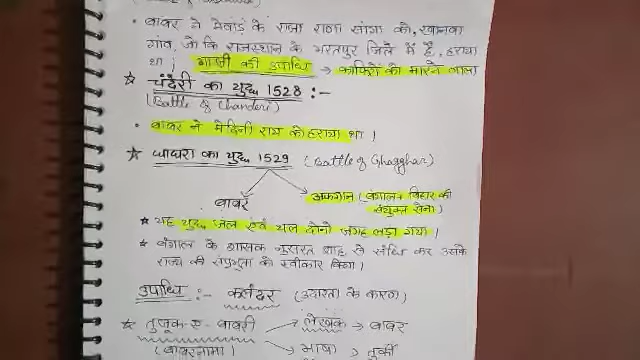 • बाबर ने मेवाड़ के राजा राणा सांगा को, खानवा
गांव, जो कि राजस्थान के भरतपुर जिले में है, हराया
था। गाजी की उपाधि → काफिरों को मारने वाला
☆ चंदेरी का युद्ध 1528 :-
(Battle of Chanderi)
• बाबर ने मेदिनी राय को हराया था।
☆ घाघरा का युद्ध 1529 (Battle of Ghagghar)
बाबर अफगान (बंगाल + बिहार की
संयुक्त सेना)
★ यह युद्ध जल एवं थल दोनों जगह लड़ा गया।
★ बंगाल के शासक नुसरत शाह से संधि कर उसके
राज्य की संप्रभुता को स्वीकार किया।
उपाधि :- कलंदर (उदारता के कारण)
☆ तुजुक-ए-बाबरी → लेखक → बाबर
(बाबरनामा) → भाषा → तुर्की